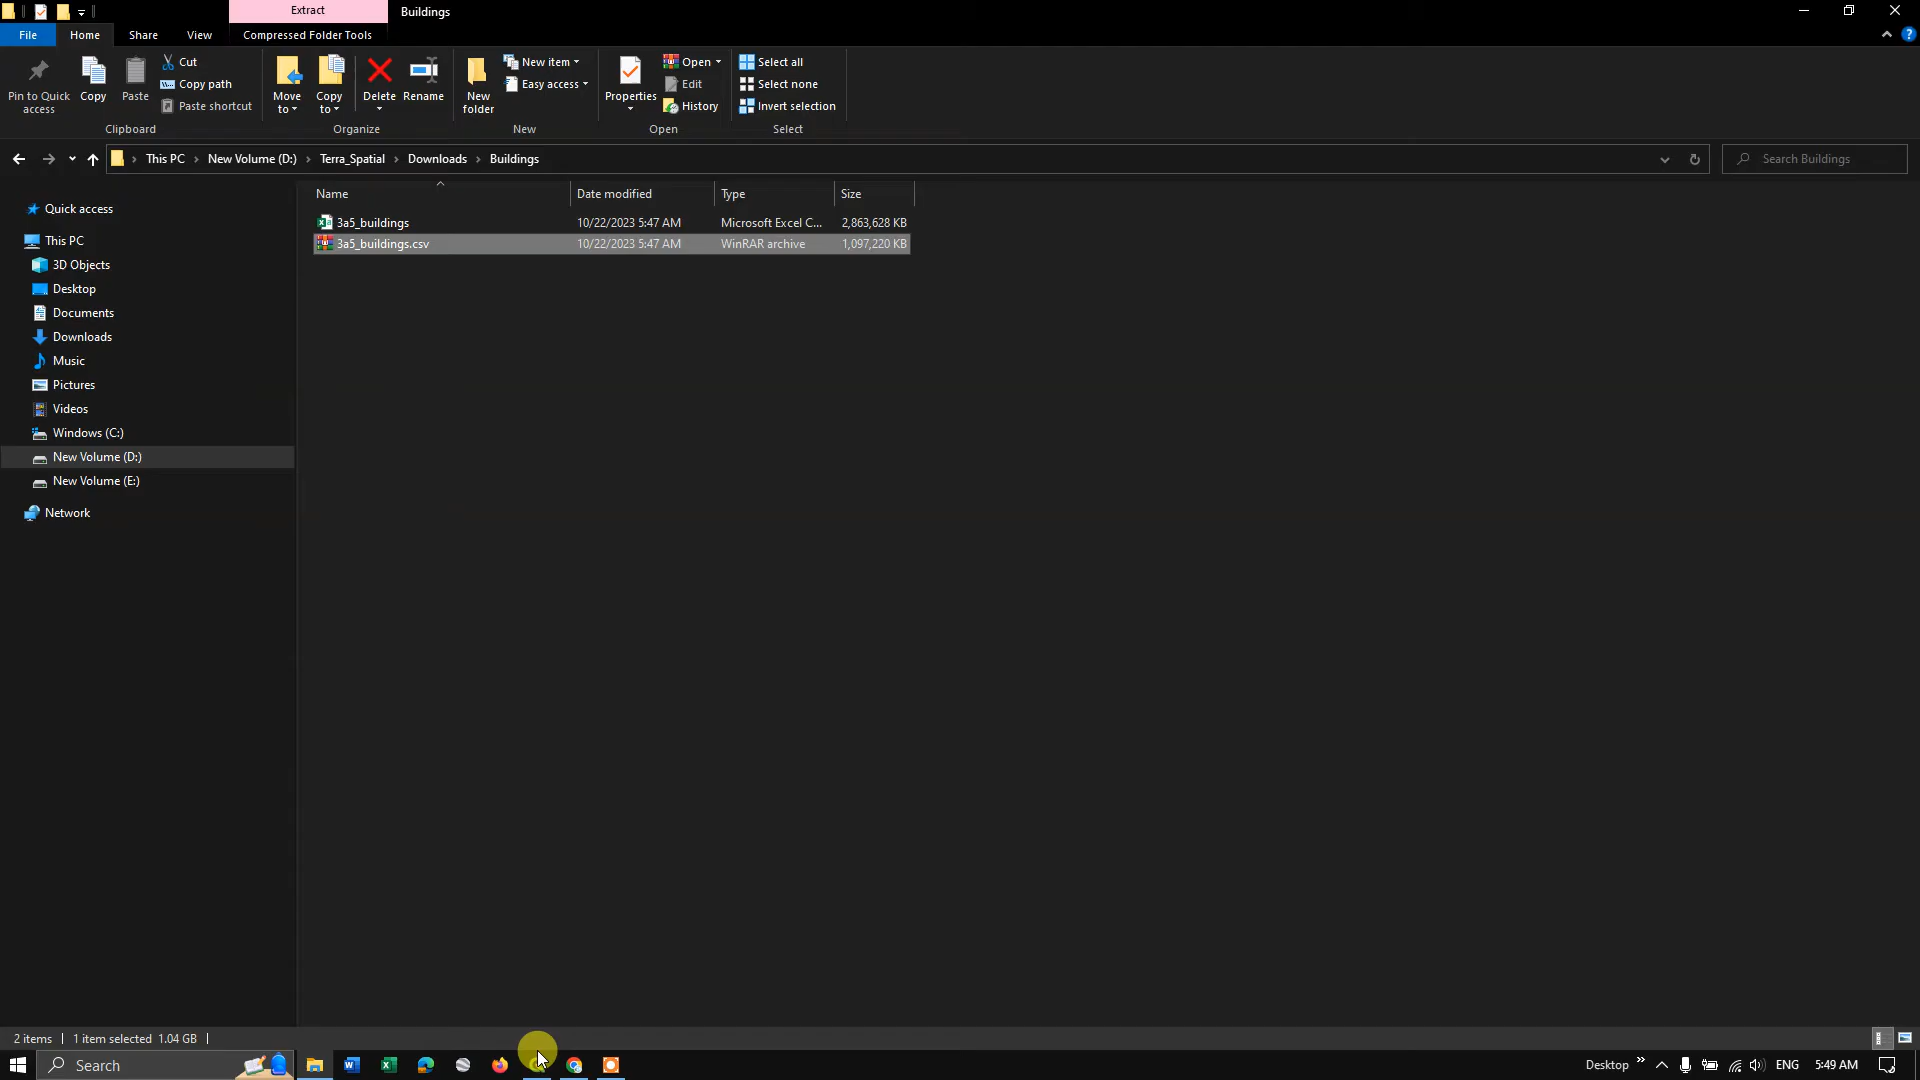 Extract
Buildings
File
Home
Share
View
Compressed Folder Tools
Pin to Quick access
Copy
Paste
Cut
Copy path
Paste shortcut
Clipboard
Move to
Copy to
Delete
Rename
Organize
New folder
New item
Easy access
New
Properties
Open
Edit
History
Open
Select all
Select none
Invert selection
Select
This PC › New Volume (D:) › Terra_Spatial › Downloads › Buildings
Search Buildings
Name Date modified Type Size
3a5_buildings 10/22/2023 5:47 AM Microsoft Excel C... 2,863,628 KB
3a5_buildings.csv 10/22/2023 5:47 AM WinRAR archive 1,097,220 KB
Quick access
This PC
3D Objects
Desktop
Documents
Downloads
Music
Pictures
Videos
Windows (C:)
New Volume (D:)
New Volume (E:)
Network
2 items 1 item selected 1.04 GB
Search
Desktop
ENG
5:49 AM